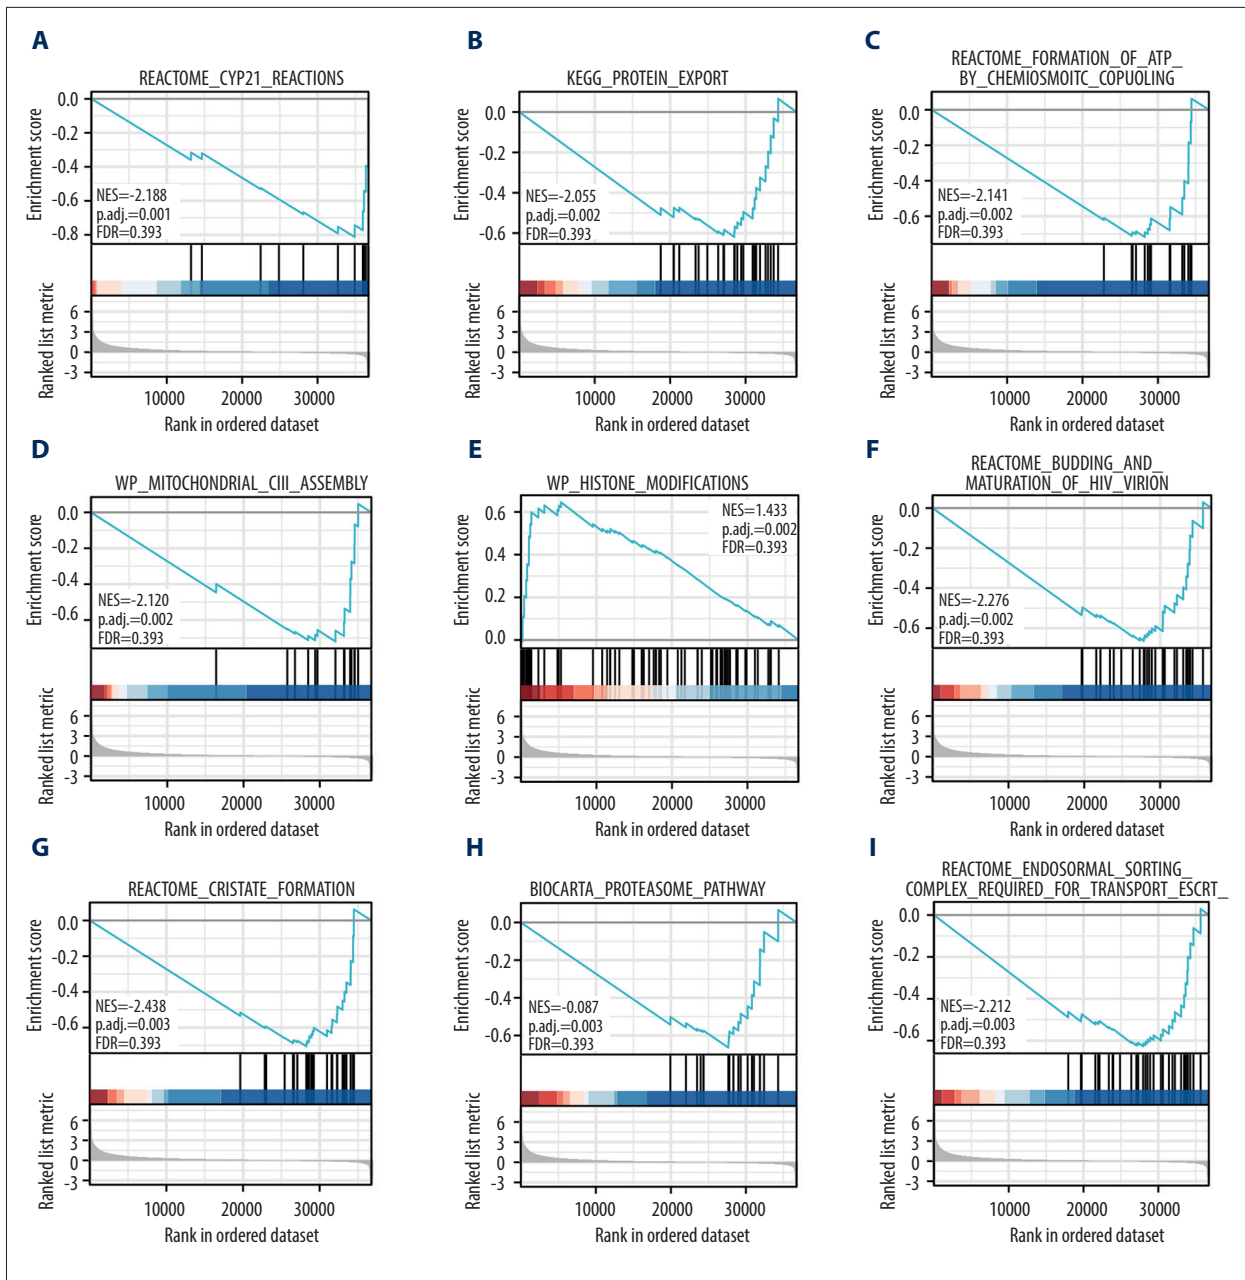 A
REACTOME_CYP21_REACTIONS
Enrichment score
0.0
-0.2
-0.4
-0.6
-0.8
NES=-2.188
p.adj.=0.001
FDR=0.393
Ranked list metric
6
3
0
-3
10000 20000 30000
Rank in ordered dataset
B
KEGG_PROTEIN_EXPORT
Enrichment score
0.0
-0.2
-0.4
-0.6
NES=-2.055
p.adj.=0.002
FDR=0.393
Ranked list metric
6
3
0
-3
10000 20000 30000
Rank in ordered dataset
C
REACTOME_FORMATION_OF_ATP_
BY_CHEMIOSMOITC_COPUOLING
Enrichment score
0.0
-0.2
-0.4
-0.6
NES=-2.141
p.adj.=0.002
FDR=0.393
Ranked list metric
6
3
0
-3
10000 20000 30000
Rank in ordered dataset
D
WP_MITOCHONDRIAL_CIII_ASSEMBLY
Enrichment score
0.0
-0.2
-0.4
-0.6
NES=-2.120
p.adj.=0.002
FDR=0.393
Ranked list metric
6
3
0
-3
10000 20000 30000
Rank in ordered dataset
E
WP_HISTONE_MODIFICATIONS
Enrichment score
0.6
0.4
0.2
0.0
NES=1.433
p.adj.=0.002
FDR=0.393
Ranked list metric
6
3
0
-3
10000 20000 30000
Rank in ordered dataset
F
REACTOME_BUDDING_AND_
MATURATION_OF_HIV_VIRION
Enrichment score
0.0
-0.2
-0.4
-0.6
NES=-2.276
p.adj.=0.002
FDR=0.393
Ranked list metric
6
3
0
-3
10000 20000 30000
Rank in ordered dataset
G
REACTOME_CRISTATE_FORMATION
Enrichment score
0.0
-0.2
-0.4
-0.6
NES=-2.438
p.adj.=0.003
FDR=0.393
Ranked list metric
6
3
0
-3
10000 20000 30000
Rank in ordered dataset
H
BIOCARTA_PROTEASOME_PATHWAY
Enrichment score
0.0
-0.2
-0.4
-0.6
NES=-0.087
p.adj.=0.003
FDR=0.393
Ranked list metric
6
3
0
-3
10000 20000 30000
Rank in ordered dataset
I
REACTOME_ENDOSORMAL_SORTING_
COMPLEX_REQUIRED_FOR_TRANSPORT_ESCRT_
Enrichment score
0.0
-0.2
-0.4
-0.6
NES=-2.212
p.adj.=0.003
FDR=0.393
Ranked list metric
6
3
0
-3
10000 20000 30000
Rank in ordered dataset